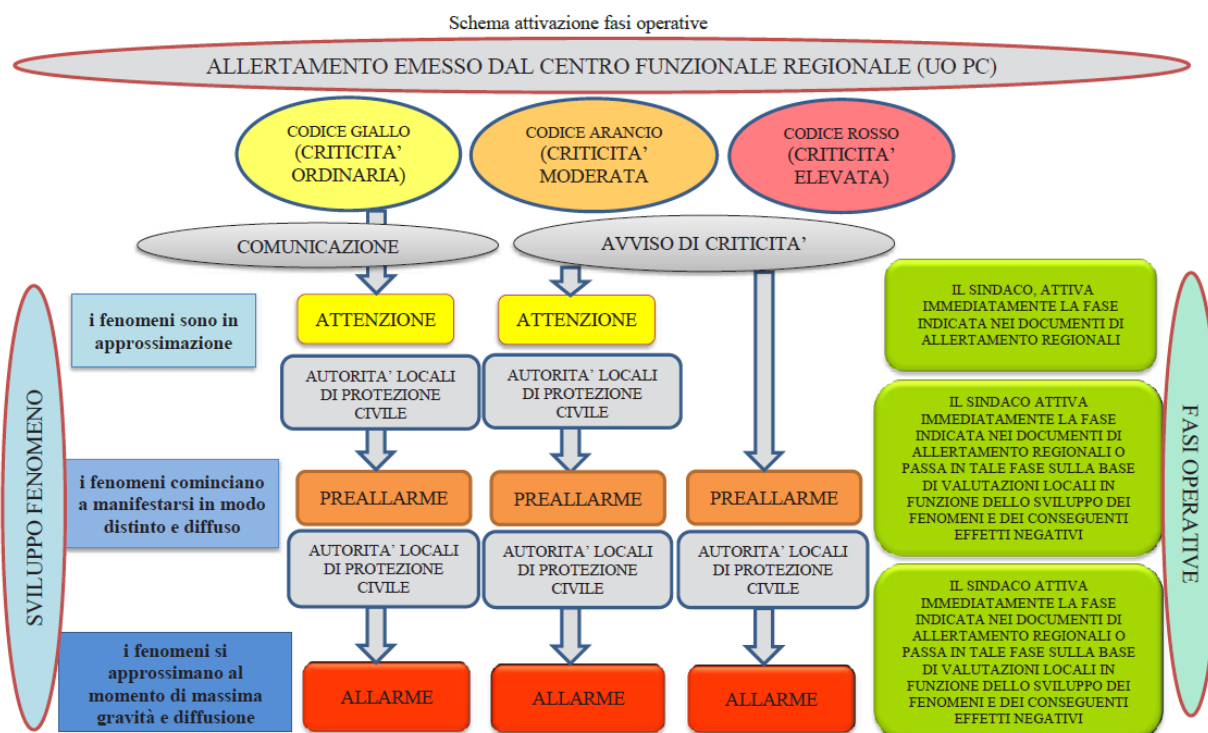 Schema attivazione fasi operative
ALLERTAMENTO EMESSO DAL CENTRO FUNZIONALE REGIONALE (UO PC)
CODICE GIALLO
(CRITICITA'
ORDINARIA)
CODICE ARANCIO
(CRITICITA'
MODERATA
CODICE ROSSO
(CRITICITA'
ELEVATA)
COMUNICAZIONE
AVVISO DI CRITICITA'
SVILUPPO FENOMENO
i fenomeni sono in
approssimazione
ATTENZIONE
ATTENZIONE
IL SINDACO, ATTIVA
IMMEDIATAMENTE LA FASE
INDICATA NEI DOCUMENTI DI
ALLERTAMENTO REGIONALI
AUTORITA' LOCALI
DI PROTEZIONE
CIVILE
AUTORITA' LOCALI
DI PROTEZIONE
CIVILE
i fenomeni cominciano
a manifestarsi in modo
distinto e diffuso
PREALLARME
PREALLARME
PREALLARME
IL SINDACO ATTIVA
IMMEDIATAMENTE LA FASE
INDICATA NEI DOCUMENTI DI
ALLERTAMENTO REGIONALI O
PASSA IN TALE FASE SULLA BASE
DI VALUTAZIONI LOCALI IN
FUNZIONE DELLO SVILUPPO DEI
FENOMENI E DEI CONSEGUENTI
EFFETTI NEGATIVI
AUTORITA' LOCALI
DI PROTEZIONE
CIVILE
AUTORITA' LOCALI
DI PROTEZIONE
CIVILE
AUTORITA' LOCALI
DI PROTEZIONE
CIVILE
i fenomeni si
approssimano al
momento di massima
gravità e diffusione
ALLARME
ALLARME
ALLARME
IL SINDACO ATTIVA
IMMEDIATAMENTE LA FASE
INDICATA NEI DOCUMENTI DI
ALLERTAMENTO REGIONALI O
PASSA IN TALE FASE SULLA BASE
DI VALUTAZIONI LOCALI IN
FUNZIONE DELLO SVILUPPO DEI
FENOMENI E DEI CONSEGUENTI
EFFETTI NEGATIVI
FASI OPERATIVE